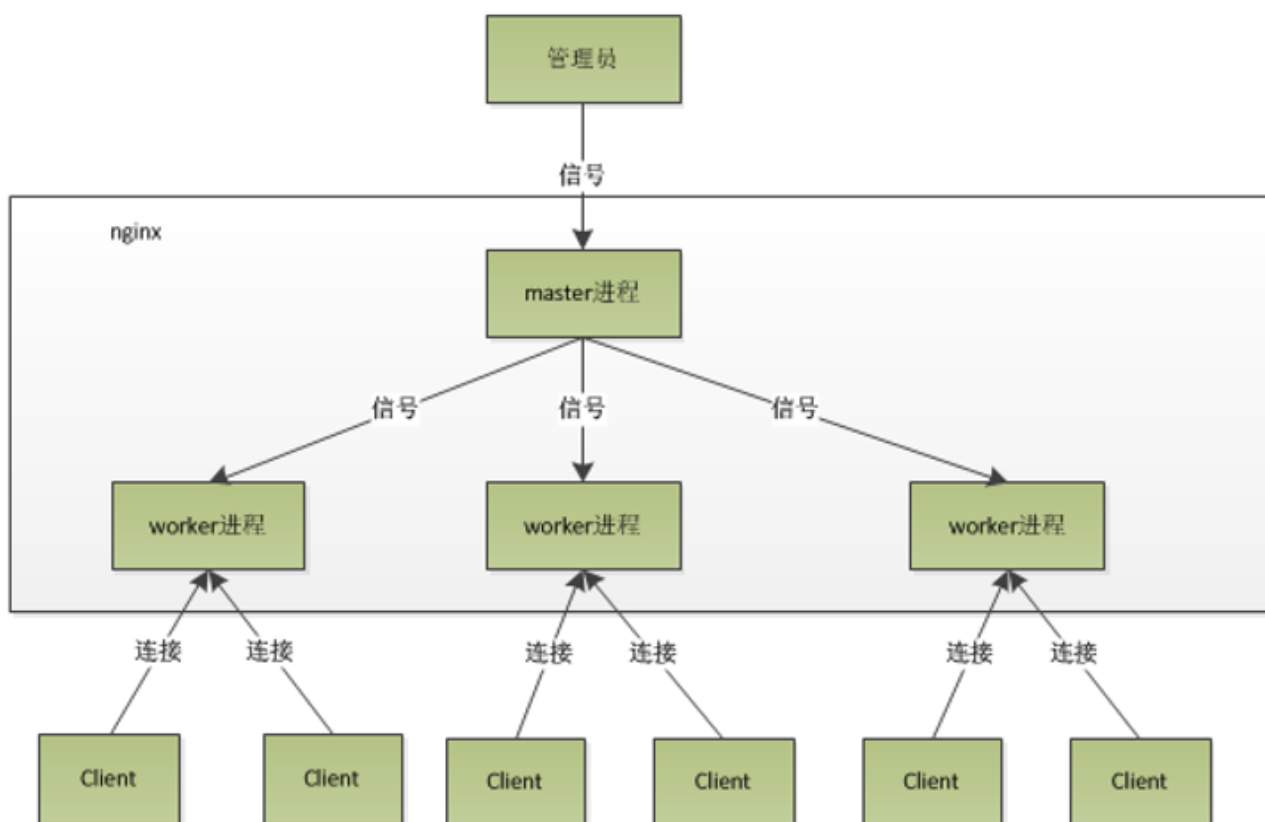 管理员
信号
nginx
master进程
信号 信号 信号
worker进程 worker进程 worker进程
连接 连接 连接 连接 连接 连接
Client Client Client Client Client Client